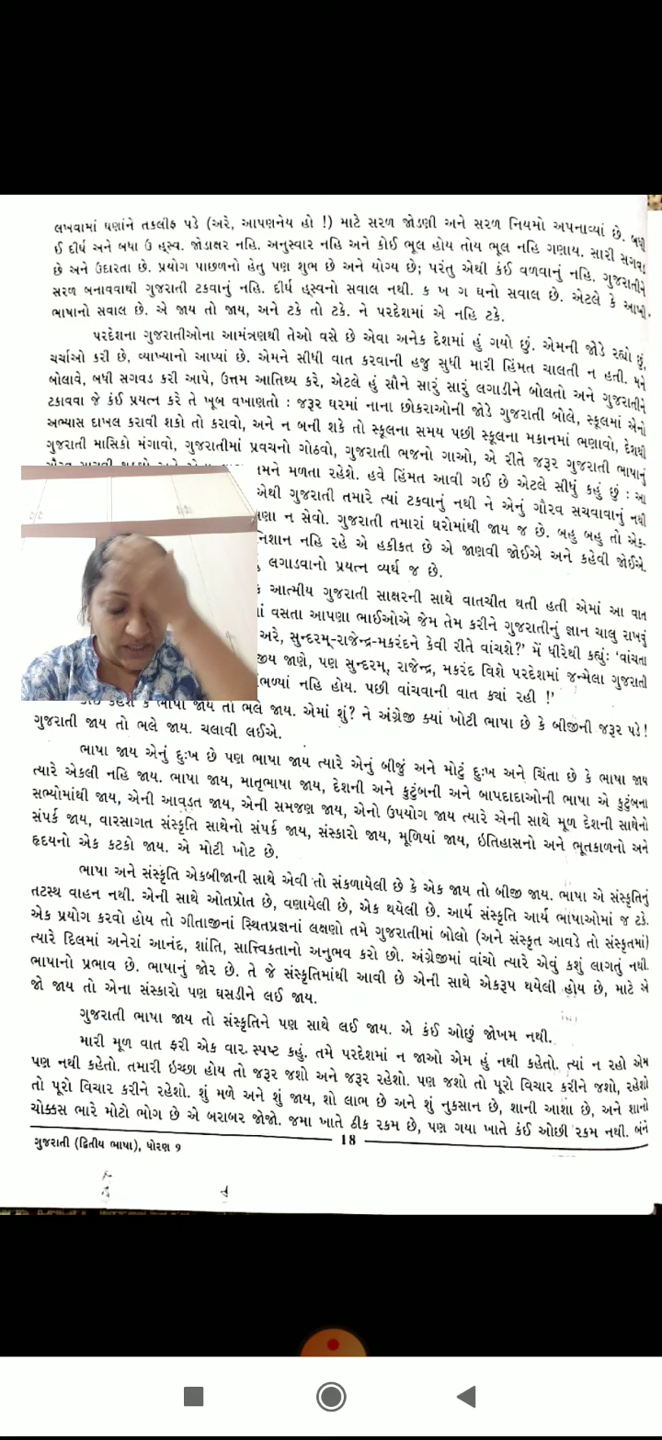 લખવામાં ઘણાંને તકલીફ પડે (અરે, આપણનેય હો !) માટે સરળ જોડણી અને સરળ નિયમો અપનાવ્યાં છે. બધી
ઈ દીર્ઘ અને બધા ઉ હ્રસ્વ. જોડાક્ષર નહિ. અનુસ્વાર નહિ અને કોઈ ભૂલ હોય તોય ભૂલ નહિ ગણાય. સારી સગવડ
છે અને ઉદારતા છે. પ્રયોગ પાછળનો હેતુ પણ શુભ છે અને યોગ્ય છે; પરંતુ એથી કંઈ વળવાનું નહિ. ગુજરાતીને
સરળ બનાવવાથી ગુજરાતી ટકવાનું નહિ. દીર્ઘ હ્રસ્વનો સવાલ નથી. ક ખ ગ ઘનો સવાલ છે. એટલે કે આખી
ભાષાનો સવાલ છે. એ જાય તો જાય, અને ટકે તો ટકે. ને પરદેશમાં એ નહિ ટકે.
પરદેશના ગુજરાતીઓના આમંત્રણથી તેઓ વસે છે એવા અનેક દેશમાં હું ગયો છું. એમની જોડે રહ્યો છું,
ચર્ચાઓ કરી છે, વ્યાખ્યાનો આપ્યાં છે. એમને સીધી વાત કરવાની હજુ સુધી મારી હિંમત ચાલતી ન હતી. મને
બોલાવે, બધી સગવડ કરી આપે, ઉત્તમ આતિથ્ય કરે, એટલે હું સૌને સારું સારું લગાડીને બોલતો અને ગુજરાતીને
ટકાવવા જે કંઈ પ્રયત્ન કરે તે ખૂબ વખાણતો : જરૂર ઘરમાં નાના છોકરાઓની જોડે ગુજરાતી બોલે, સ્કૂલમાં એનો
અભ્યાસ દાખલ કરાવી શકો તો કરાવો, અને ન બની શકે તો સ્કૂલના સમય પછી સ્કૂલના મકાનમાં ભણાવો, દેશથી
ગુજરાતી માસિકો મંગાવો, ગુજરાતીમાં પ્રવચનો ગોઠવો, ગુજરાતી ભજનો ગાઓ, એ રીતે જરૂર ગુજરાતી ભાષાનું
મળતા રહેશે. હવે હિંમત આવી ગઈ છે એટલે સીધું કહું છું : આ
એથી ગુજરાતી તમારે ત્યાં ટકવાનું નથી ને એનું ગૌરવ સચવાવાનું નથી
ન સેવો. ગુજરાતી તમારાં ઘરોમાંથી જાય જ છે. બહુ બહુ તો એક-
નિશાન નહિ રહે એ હકીકત છે એ જાણવી જોઈએ અને કહેવી જોઈએ.
લગાડવાનો પ્રયત્ન વ્યર્થ જ છે.
આત્મીય ગુજરાતી સાક્ષરની સાથે વાતચીત થતી હતી એમાં આ વાત
વસતા આપણા ભાઈઓએ જેમ તેમ કરીને ગુજરાતીનું જ્ઞાન ચાલુ રાખવું
અરે, સુન્દરમ્-રાજેન્દ્ર-મકરંદને કેવી રીતે વાંચશે?' મેં ધીરેથી કહ્યું: 'વાંચતા
જાણે, પણ સુન્દરમ્, રાજેન્દ્ર, મકરંદ વિશે પરદેશમાં જન્મેલા ગુજરાતી
નહિ હોય. પછી વાંચવાની વાત ક્યાં રહી !'
કહેશે કે ભાષા જાય તો ભલે જાય. એમાં શું? ને અંગ્રેજી ક્યાં ખોટી ભાષા છે કે બીજીની જરૂર પડે!
ગુજરાતી જાય તો ભલે જાય. ચલાવી લઈએ.
ભાષા જાય એનું દુઃખ છે પણ ભાષા જાય ત્યારે એનું બીજું અને મોટું દુઃખ અને ચિંતા છે કે ભાષા જાય
ત્યારે એકલી નહિ જાય. ભાષા જાય, માતૃભાષા જાય, દેશની અને કુટુંબની અને બાપદાદાઓની ભાષા એ કુટુંબના
સભ્યોમાંથી જાય, એની આવડત જાય, એની સમજણ જાય, એનો ઉપયોગ જાય ત્યારે એની સાથે મૂળ દેશની સાથેનો
સંપર્ક જાય, વારસાગત સંસ્કૃતિ સાથેનો સંપર્ક જાય, સંસ્કારો જાય, મૂળિયાં જાય, ઇતિહાસનો અને ભૂતકાળનો અને
હૃદયનો એક કટકો જાય. એ મોટી ખોટ છે.
ભાષા અને સંસ્કૃતિ એકબીજાની સાથે એવી તો સંકળાયેલી છે કે એક જાય તો બીજી જાય. ભાષા એ સંસ્કૃતિનું
તટસ્થ વાહન નથી. એની સાથે ઓતપ્રોત છે, વણાયેલી છે, એક થયેલી છે. આર્ય સંસ્કૃતિ આર્ય ભાષાઓમાં જ ટકે.
એક પ્રયોગ કરવો હોય તો ગીતાજીનાં સ્થિતપ્રજ્ઞનાં લક્ષણો તમે ગુજરાતીમાં બોલો (અને સંસ્કૃત આવડે તો સંસ્કૃતમાં)
ત્યારે દિલમાં અનેરાં આનંદ, શાંતિ, સાત્ત્વિકતાનો અનુભવ કરો છો. અંગ્રેજીમાં વાંચો ત્યારે એવું કશું લાગતું નથી.
ભાષાનો પ્રભાવ છે. ભાષાનું જોર છે. તે જે સંસ્કૃતિમાંથી આવી છે એની સાથે એકરૂપ થયેલી હોય છે, માટે એ
જો જાય તો એના સંસ્કારો પણ ઘસડીને લઈ જાય.
ગુજરાતી ભાષા જાય તો સંસ્કૃતિને પણ સાથે લઈ જાય. એ કંઈ ઓછું જોખમ નથી.
મારી મૂળ વાત ફરી એક વાર સ્પષ્ટ કહું. તમે પરદેશમાં ન જાઓ એમ હું નથી કહેતો. ત્યાં ન રહો એમ
પણ નથી કહેતો. તમારી ઇચ્છા હોય તો જરૂર જશો અને જરૂર રહેશો. પણ જશો તો પૂરો વિચાર કરીને જશો, રહેશો
તો પૂરો વિચાર કરીને રહેશો. શું મળે અને શું જાય, શો લાભ છે અને શું નુકસાન છે, શાની આશા છે, અને શાનો
ચોક્કસ ભારે મોટો ભોગ છે એ બરાબર જોજો. જમા ખાતે ઠીક રકમ છે, પણ ગયા ખાતે કંઈ ઓછી રકમ નથી. બંને
18
ગુજરાતી (દ્વિતીય ભાષા), ધોરણ ૧